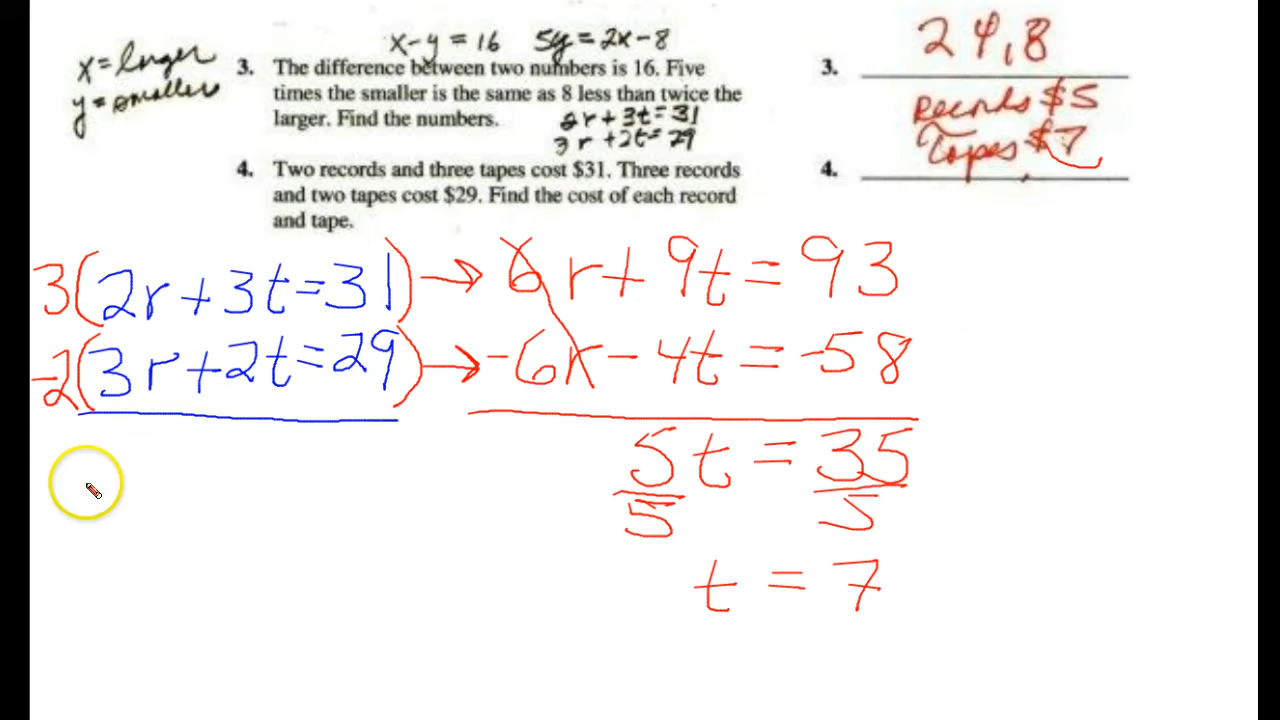 x - y = 16 5y = 2x - 8
x = larger
y = smaller
3. The difference between two numbers is 16. Five
times the smaller is the same as 8 less than twice the
larger. Find the numbers.
2r + 3t = 31
3r + 2t = 29
3. 24, 8
4. Two records and three tapes cost $31. Three records
and two tapes cost $29. Find the cost of each record
and tape.
Records $5
4. Tapes $7
3(2r + 3t = 31) → 6r + 9t = 93
-2(3r + 2t = 29) → -6r - 4t = -58
5t = 35
5 5
t = 7